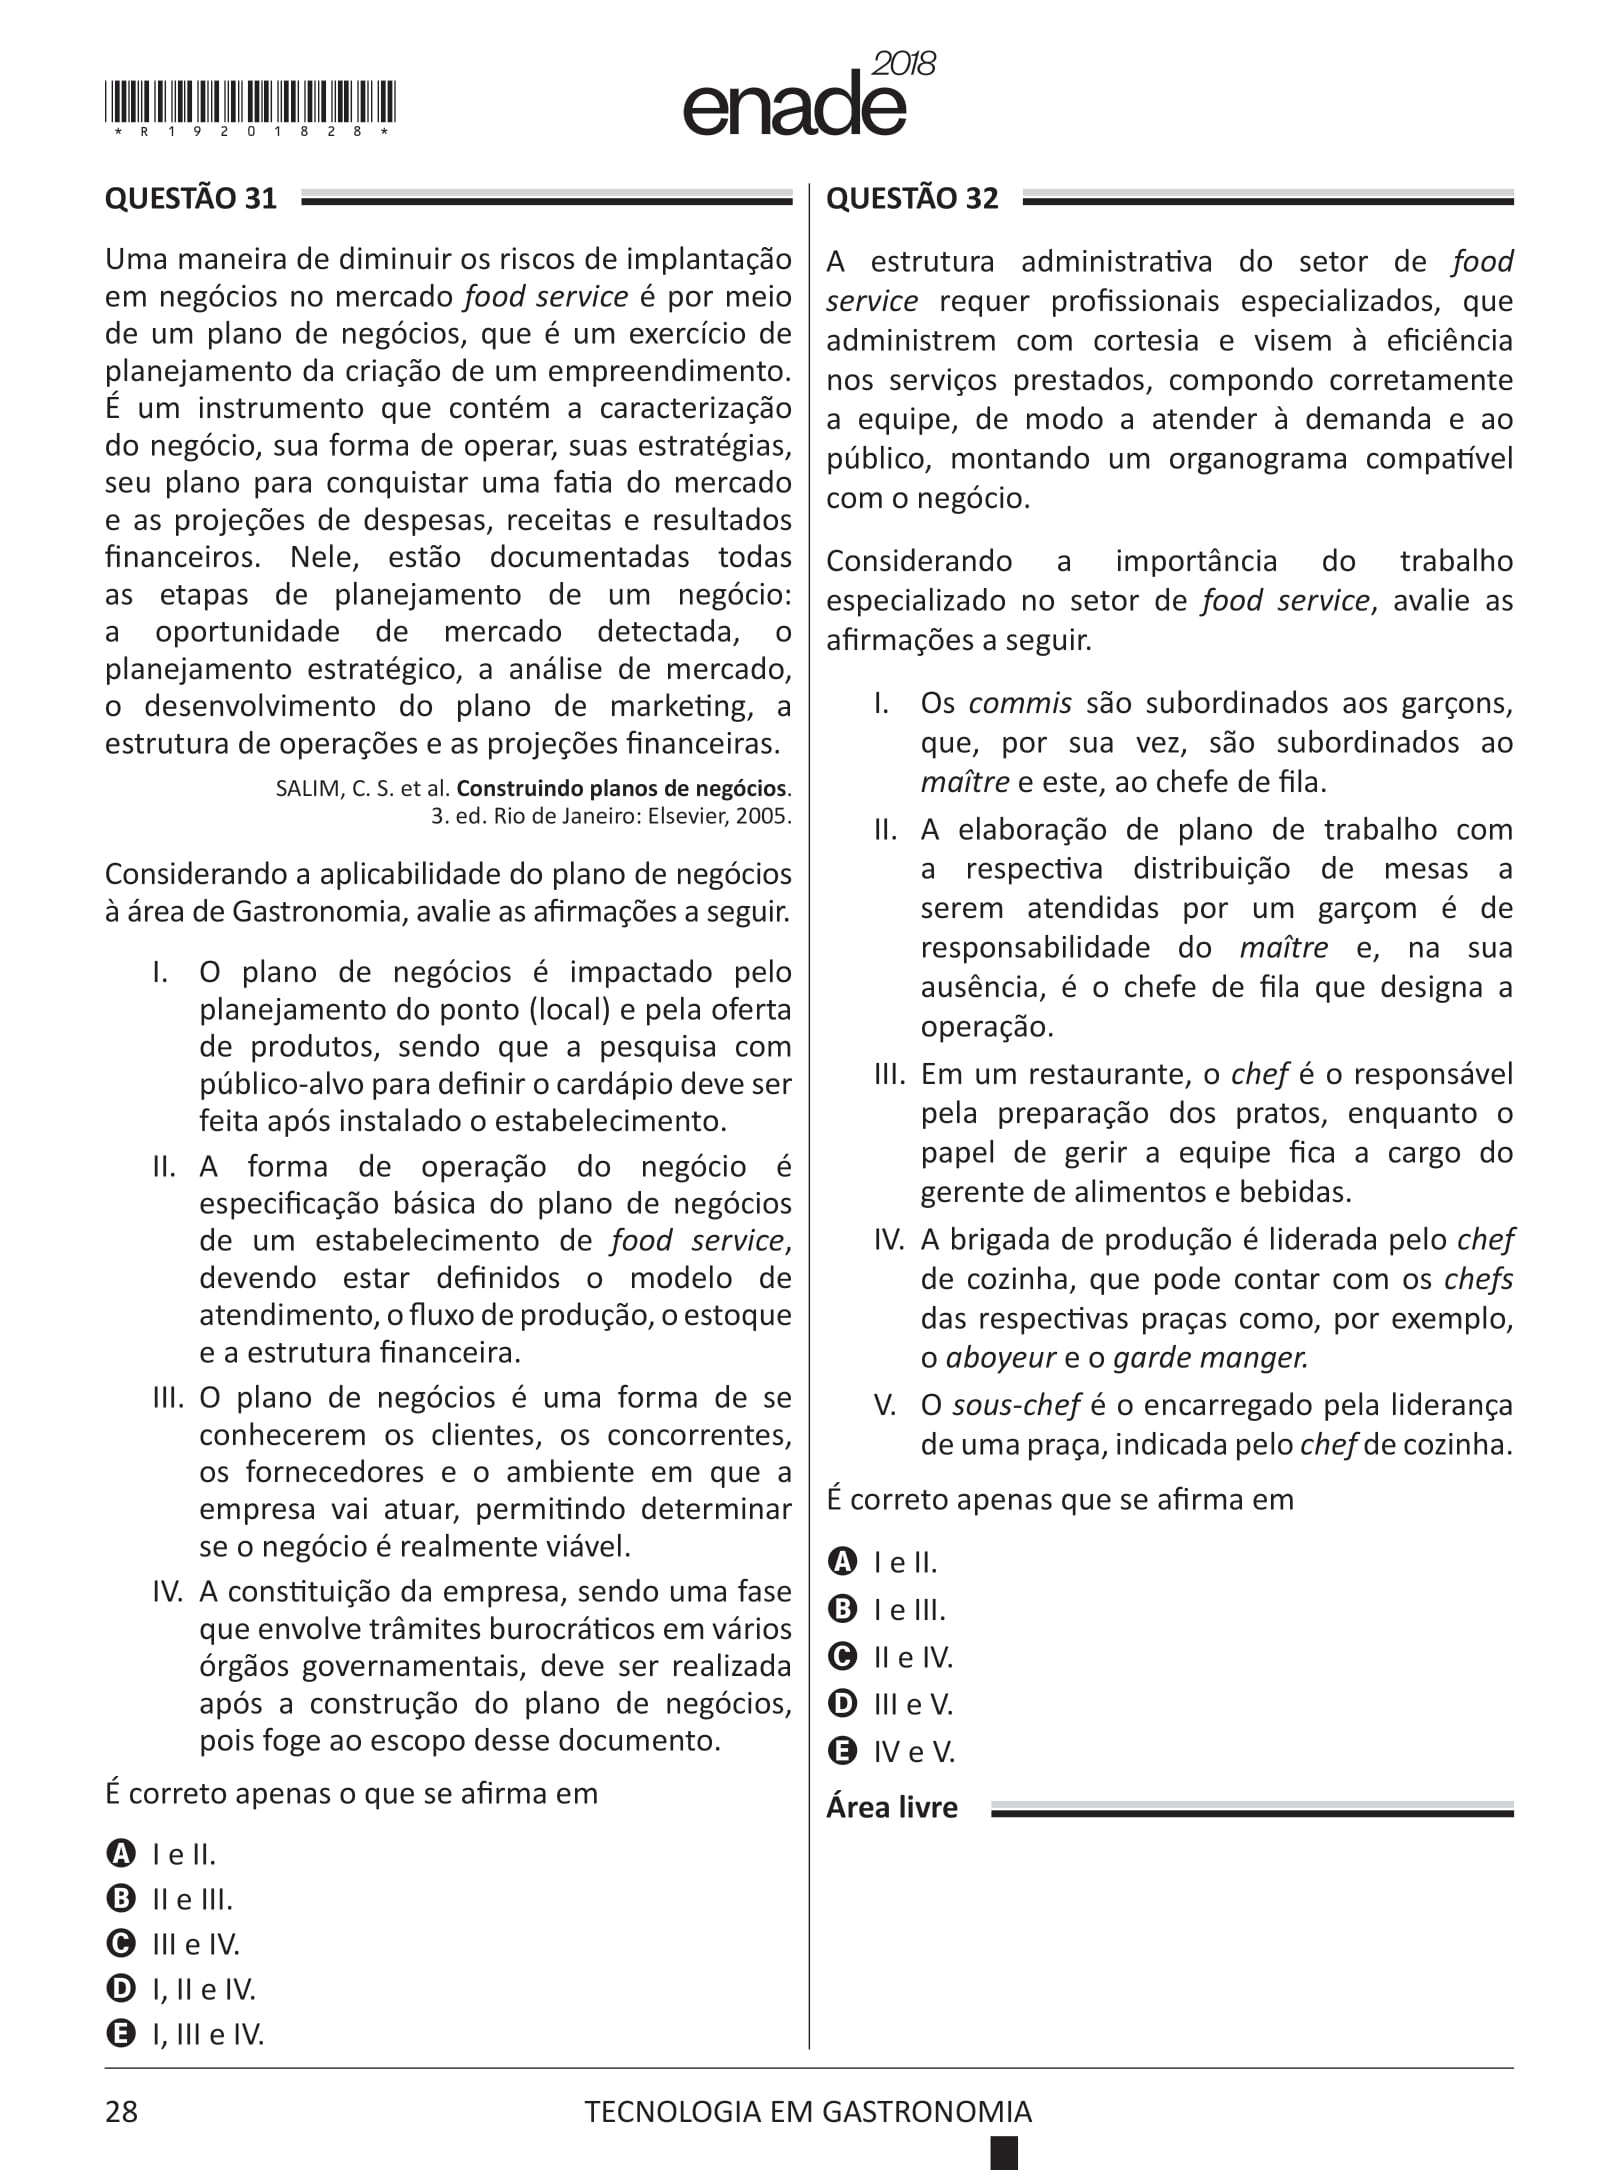 *R19201828*
enade 2018
QUESTÃO 31
Uma maneira de diminuir os riscos de implantação
em negócios no mercado food service é por meio
de um plano de negócios, que é um exercício de
planejamento da criação de um empreendimento.
É um instrumento que contém a caracterização
do negócio, sua forma de operar, suas estratégias,
seu plano para conquistar uma fatia do mercado
e as projeções de despesas, receitas e resultados
financeiros. Nele, estão documentadas todas
as etapas de planejamento de um negócio:
a oportunidade de mercado detectada, o
planejamento estratégico, a análise de mercado,
o desenvolvimento do plano de marketing, a
estrutura de operações e as projeções financeiras.
SALIM, C. S. et al. Construindo planos de negócios.
3. ed. Rio de Janeiro: Elsevier, 2005.
Considerando a aplicabilidade do plano de negócios
à área de Gastronomia, avalie as afirmações a seguir.
I. O plano de negócios é impactado pelo
planejamento do ponto (local) e pela oferta
de produtos, sendo que a pesquisa com
público-alvo para definir o cardápio deve ser
feita após instalado o estabelecimento.
II. A forma de operação do negócio é
especificação básica do plano de negócios
de um estabelecimento de food service,
devendo estar definidos o modelo de
atendimento, o fluxo de produção, o estoque
e a estrutura financeira.
III. O plano de negócios é uma forma de se
conhecerem os clientes, os concorrentes,
os fornecedores e o ambiente em que a
empresa vai atuar, permitindo determinar
se o negócio é realmente viável.
IV. A constituição da empresa, sendo uma fase
que envolve trâmites burocráticos em vários
órgãos governamentais, deve ser realizada
após a construção do plano de negócios,
pois foge ao escopo desse documento.
É correto apenas o que se afirma em
A I e II.
B II e III.
C III e IV.
D I, II e IV.
E I, III e IV.
QUESTÃO 32
A estrutura administrativa do setor de food
service requer profissionais especializados, que
administrem com cortesia e visem à eficiência
nos serviços prestados, compondo corretamente
a equipe, de modo a atender à demanda e ao
público, montando um organograma compatível
com o negócio.
Considerando a importância do trabalho
especializado no setor de food service, avalie as
afirmações a seguir.
I. Os commis são subordinados aos garçons,
que, por sua vez, são subordinados ao
maître e este, ao chefe de fila.
II. A elaboração de plano de trabalho com
a respectiva distribuição de mesas a
serem atendidas por um garçom é de
responsabilidade do maître e, na sua
ausência, é o chefe de fila que designa a
operação.
III. Em um restaurante, o chef é o responsável
pela preparação dos pratos, enquanto o
papel de gerir a equipe fica a cargo do
gerente de alimentos e bebidas.
IV. A brigada de produção é liderada pelo chef
de cozinha, que pode contar com os chefs
das respectivas praças como, por exemplo,
o aboyeur e o garde manger.
V. O sous-chef é o encarregado pela liderança
de uma praça, indicada pelo chef de cozinha.
É correto apenas que se afirma em
A I e II.
B I e III.
C II e IV.
D III e V.
E IV e V.
Área livre
28
TECNOLOGIA EM GASTRONOMIA